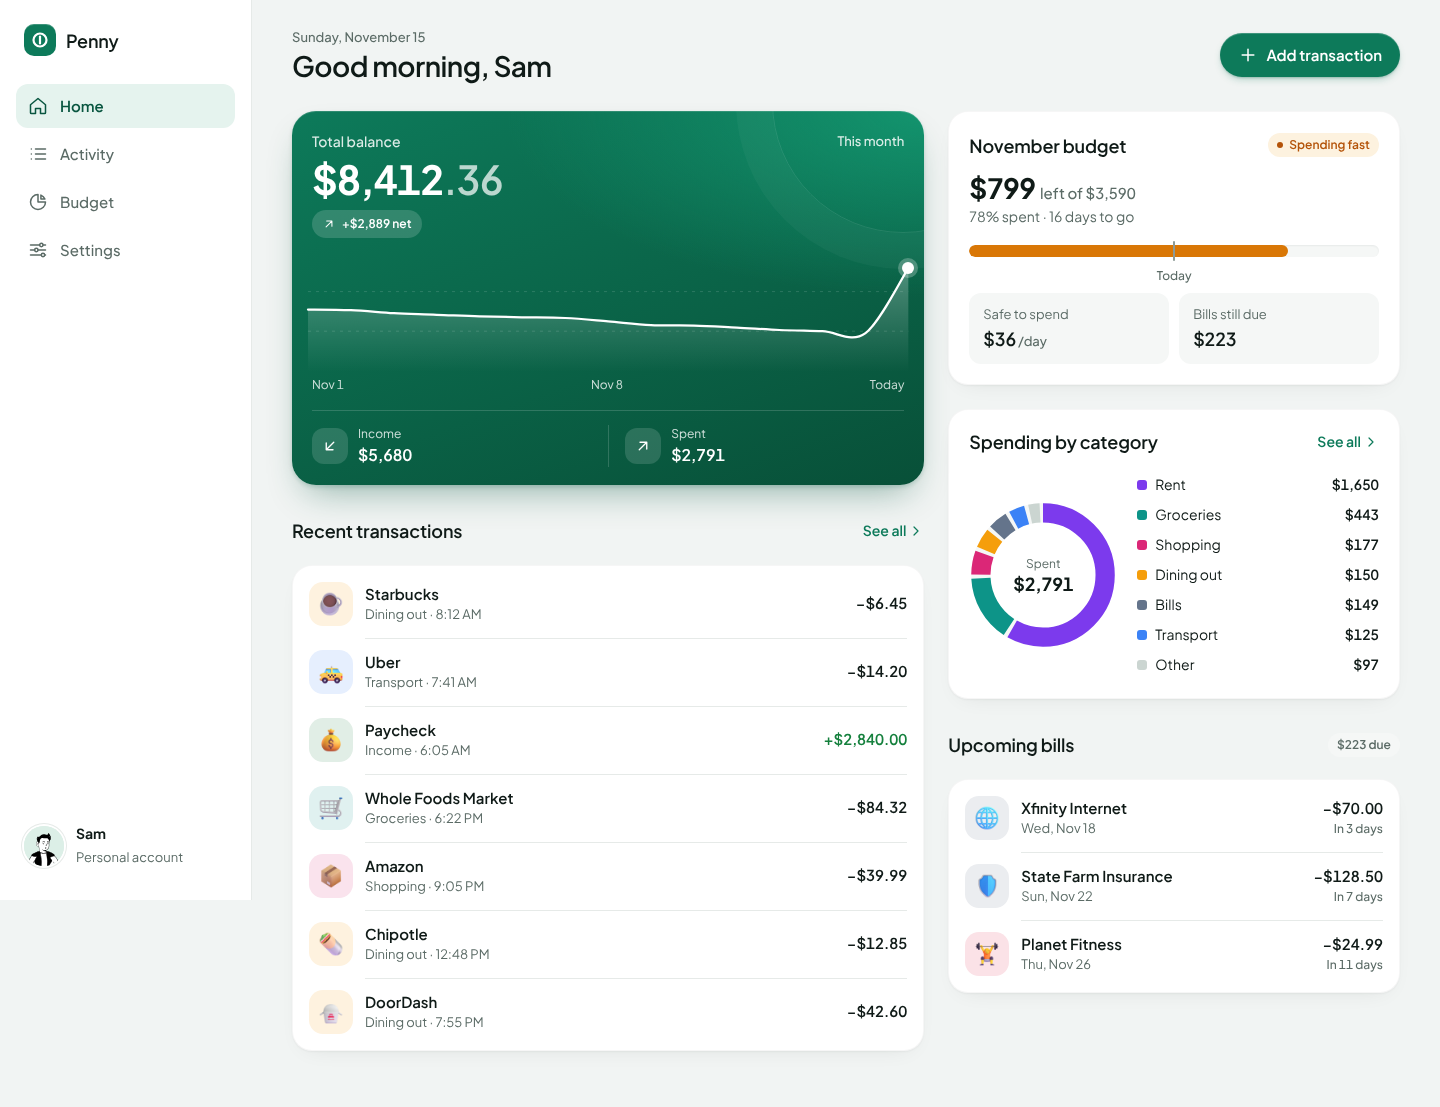 Penny
Home
Activity
Budget
Settings
Sam
Personal account
Sunday, November 15
Good morning, Sam
Add transaction
Total balance
This month
$8,412.36
+$2,889 net
Nov 1
Nov 8
Today
Income
$5,680
Spent
$2,791
Recent transactions
See all
Starbucks
Dining out · 8:12 AM
−$6.45
Uber
Transport · 7:41 AM
−$14.20
Paycheck
Income · 6:05 AM
+$2,840.00
Whole Foods Market
Groceries · 6:22 PM
−$84.32
Amazon
Shopping · 9:05 PM
−$39.99
Chipotle
Dining out · 12:48 PM
−$12.85
DoorDash
Dining out · 7:55 PM
−$42.60
November budget
Spending fast
$799 left of $3,590
78% spent · 16 days to go
Today
Safe to spend
$36 /day
Bills still due
$223
Spending by category
See all
Spent
$2,791
Rent $1,650
Groceries $443
Shopping $177
Dining out $150
Bills $149
Transport $125
Other $97
Upcoming bills
$223 due
Xfinity Internet
Wed, Nov 18
−$70.00
In 3 days
State Farm Insurance
Sun, Nov 22
−$128.50
In 7 days
Planet Fitness
Thu, Nov 26
−$24.99
In 11 days